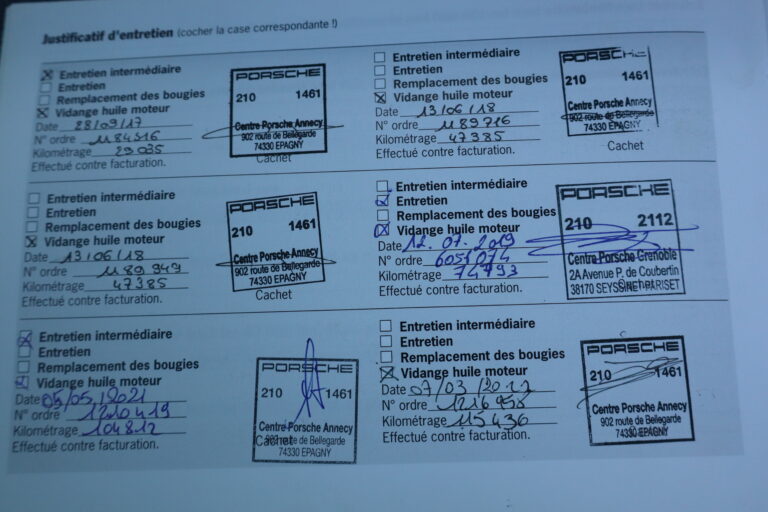 Justificatif d'entretien (cocher la case correspondante !)
Entretien intermédiaire
Entretien
Remplacement des bougies
Vidange huile moteur
Date 28/09/17
N° ordre 1184316
Kilométrage 29035
Effectué contre facturation.
PORSCHE
210 1461
Centre Porsche Annecy
902 route de Bellegarde
74330 EPAGNY
Cachet
Entretien intermédiaire
Entretien
Remplacement des bougies
Vidange huile moteur
Date 13/06/18
N° ordre 1189716
Kilométrage 47385
Effectué contre facturation.
PORSCHE
210 1461
Centre Porsche Annecy
902 route de Bellegarde
74330 EPAGNY
Cachet
Entretien intermédiaire
Entretien
Remplacement des bougies
Vidange huile moteur
Date 13/06/18
N° ordre 1189949
Kilométrage 47385
Effectué contre facturation.
PORSCHE
210 1461
Centre Porsche Annecy
902 route de Bellegarde
74330 EPAGNY
Cachet
Entretien intermédiaire
Entretien
Remplacement des bougies
Vidange huile moteur
Date 12.07.2019
N° ordre 6051074
Kilométrage 74793
Effectué contre facturation.
PORSCHE
210 2112
Centre Porsche Grenoble
2A Avenue P. de Coubertin
38170 SEYSSINET PARISET
Cachet
Entretien intermédiaire
Entretien
Remplacement des bougies
Vidange huile moteur
Date 05/05/2021
N° ordre 1210419
Kilométrage 104812
Effectué contre facturation.
PORSCHE
210 1461
Centre Porsche Annecy
902 route de Bellegarde
74330 EPAGNY
Cachet
Entretien intermédiaire
Entretien
Remplacement des bougies
Vidange huile moteur
Date 07/03/2022
N° ordre 1216958
Kilométrage 115436
Effectué contre facturation.
PORSCHE
210 1461
Centre Porsche Annecy
902 route de Bellegarde
74330 EPAGNY